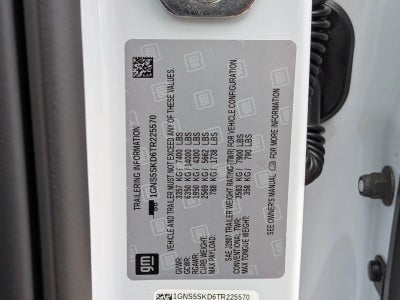 TRAILERING INFORMATION
1GNS5SKD6TR225570
gm
VEHICLE AND TRAILER MUST NOT EXCEED ANY OF THESE VALUES.
GVWR: 3357 KG / 7400 LBS
GCWR: 6350 KG / 14000 LBS
RGAWR: 1950 KG / 4300 LBS
CURB WEIGHT: 2569 KG / 5662 LBS
MAX PAYLOAD: 788 KG / 1738 LBS
SAE J2807 TRAILER WEIGHT RATING (TWR) FOR VEHICLE CONFIGURATION.
CONVENTIONAL TWR: 3583 KG / 7900 LBS
MAX TONGUE WEIGHT: 358 KG / 790 LBS
SEE OWNER'S MANUAL FOR MORE INFORMATION.
1GNS5SKD6TR225570